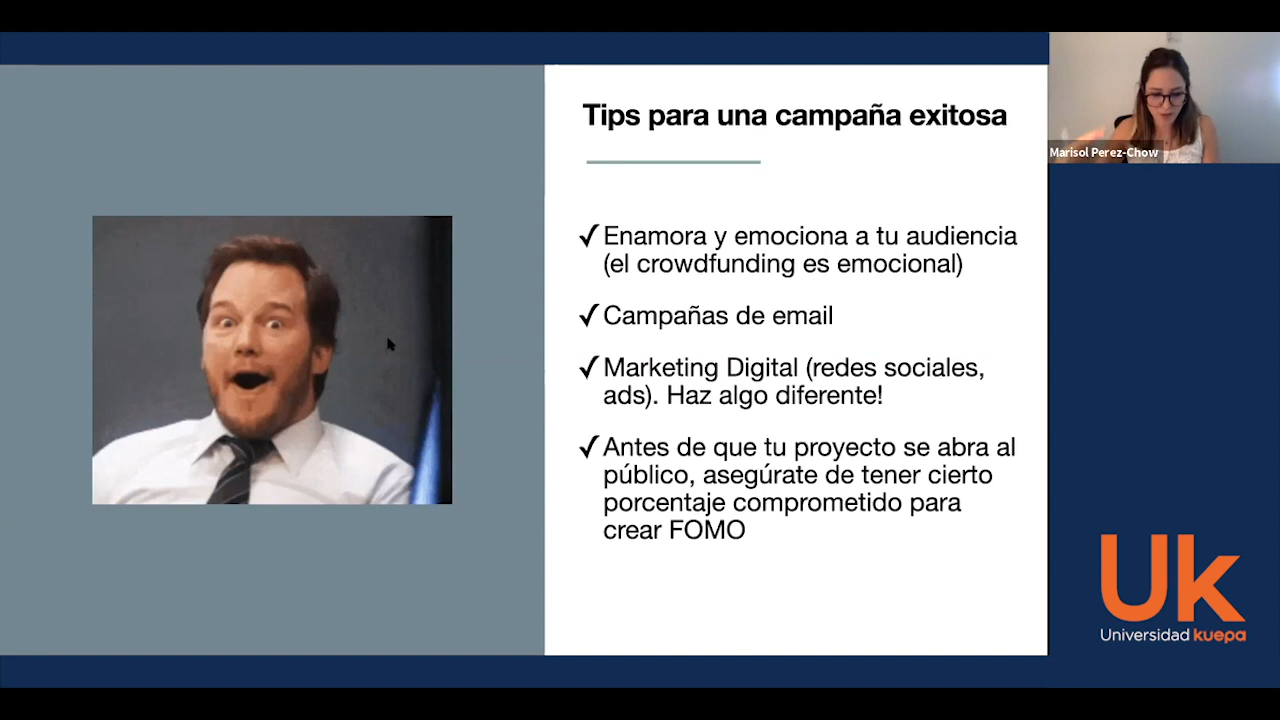 Tips para una campaña exitosa
✓Enamora y emociona a tu audiencia
(el crowdfunding es emocional)
✓Campañas de email
✓Marketing Digital (redes sociales,
ads). Haz algo diferente!
✓Antes de que tu proyecto se abra al
público, asegúrate de tener cierto
porcentaje comprometido para
crear FOMO
Marisol Perez-Chow
Uk
Universidad kuepa